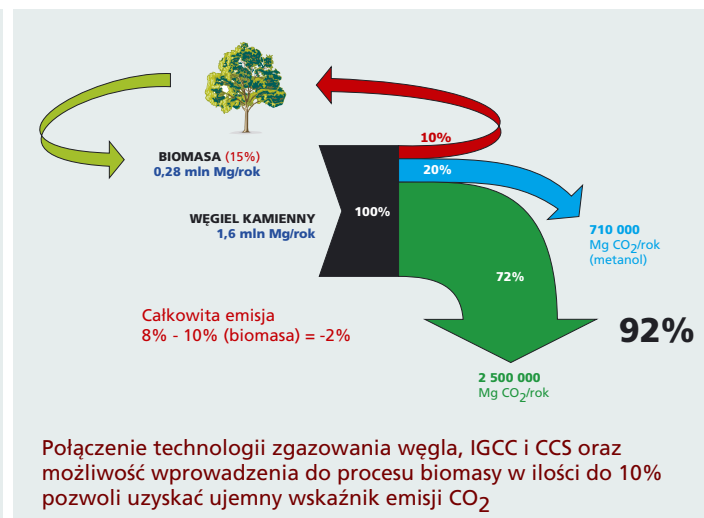 10%
BIOMASA (15%)
0,28 mln Mg/rok
20%
WĘGIEL KAMIENNY
1,6 mln Mg/rok
100%
710 000
Mg CO2/rok
(metanol)
72%
Całkowita emisja
8% - 10% (biomasa) = -2%
92%
2 500 000
Mg CO2/rok
Połączenie technologii zgazowania węgla, IGCC i CCS oraz
możliwość wprowadzenia do procesu biomasy w ilości do 10%
pozwoli uzyskać ujemny wskaźnik emisji CO2